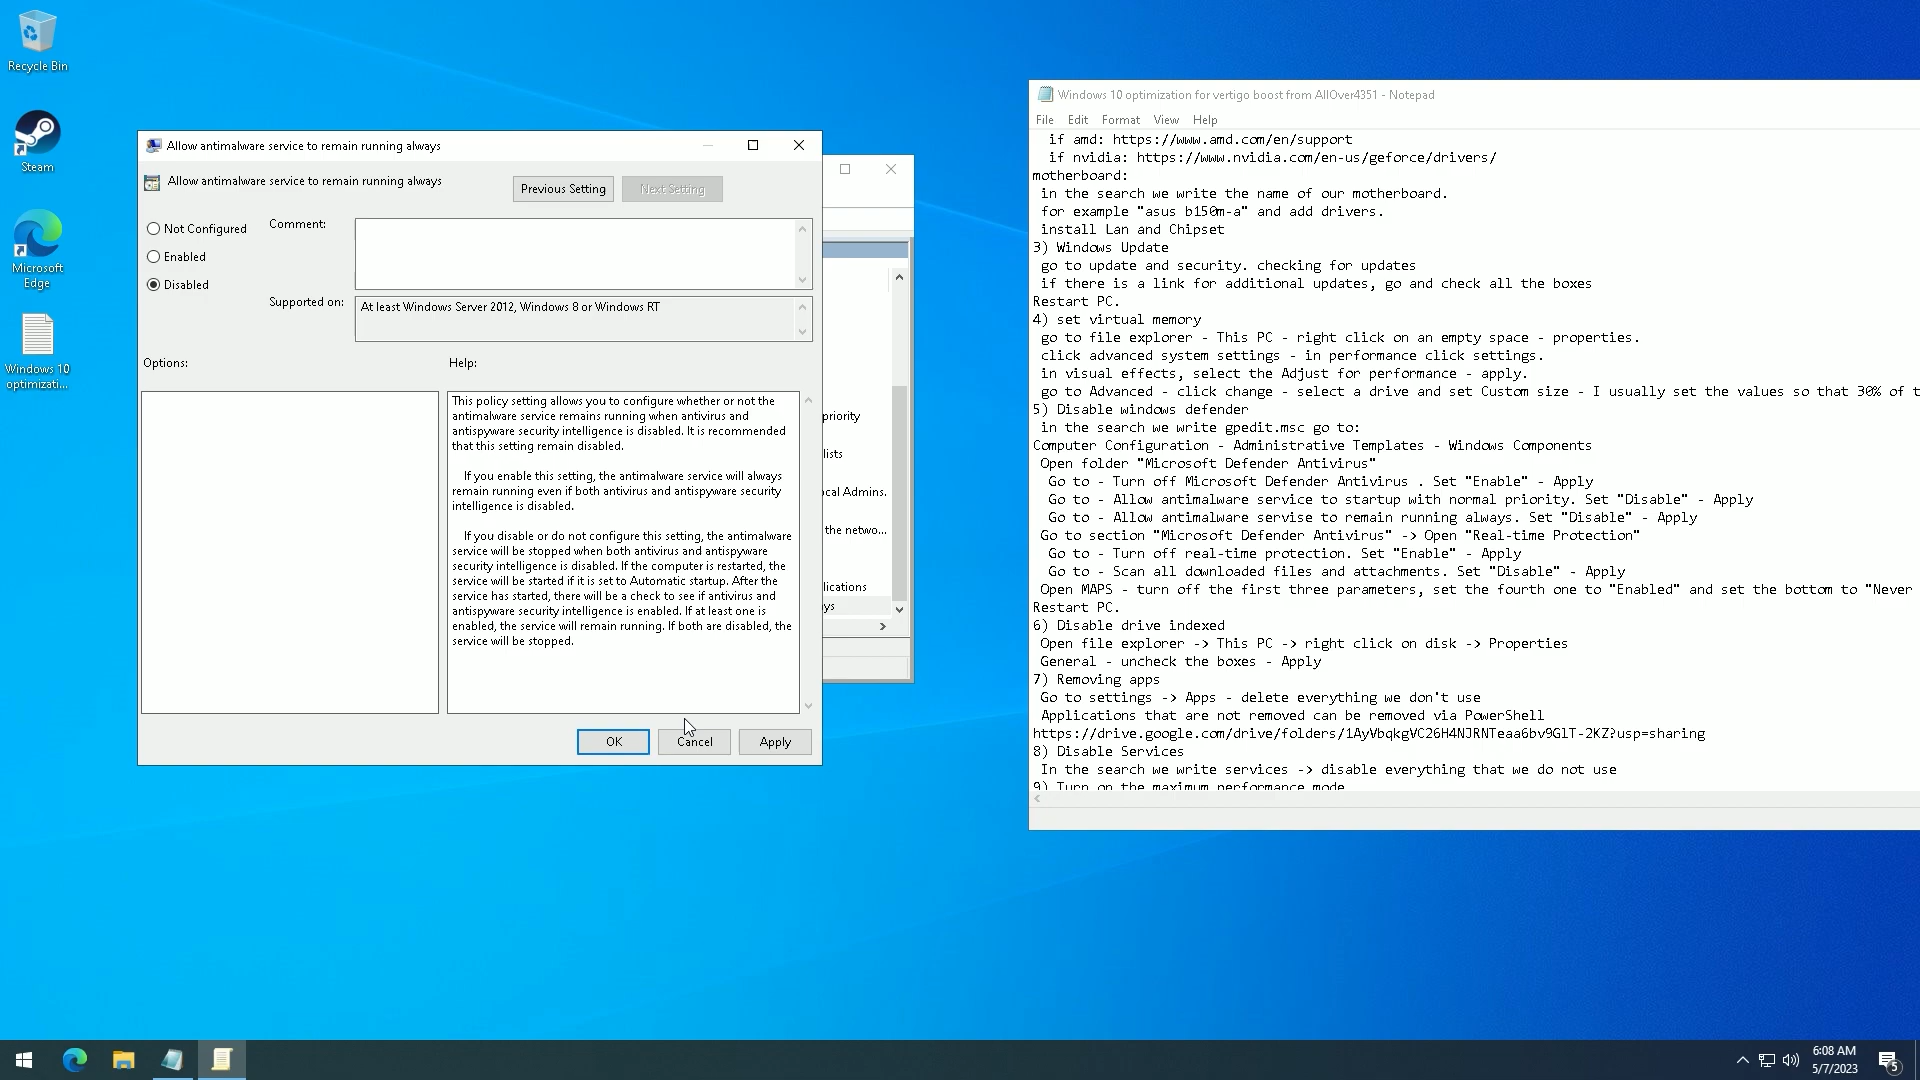 Recycle Bin
Steam
Microsoft
Edge
Windows 10
optimizati...
Allow antimalware service to remain running always
Allow antimalware service to remain running always
Previous Setting
Next Setting
Not Configured
Enabled
Disabled
Comment:
Supported on:
At least Windows Server 2012, Windows 8 or Windows RT
Options:
Help:
This policy setting allows you to configure whether or not the
antimalware service remains running when antivirus and
antispyware security intelligence is disabled. It is recommended
that this setting remain disabled.
If you enable this setting, the antimalware service will always
remain running even if both antivirus and antispyware security
intelligence is disabled.
If you disable or do not configure this setting, the antimalware
service will be stopped when both antivirus and antispyware
security intelligence is disabled. If the computer is restarted, the
service will be started if it is set to Automatic startup. After the
service has started, there will be a check to see if antivirus and
antispyware security intelligence is enabled. If at least one is
enabled, the service will remain running. If both are disabled, the
service will be stopped.
OK
Cancel
Apply
priority
lists
ocal Admins.
the netwo...
lications
ys
Windows 10 optimization for vertigo boost from AllOver4351 - Notepad
File Edit Format View Help
if amd: https://www.amd.com/en/support
if nvidia: https://www.nvidia.com/en-us/geforce/drivers/
motherboard:
in the search we write the name of our motherboard.
for example "asus b150m-a" and add drivers.
install Lan and Chipset
3) Windows Update
go to update and security. checking for updates
if there is a link for additional updates, go and check all the boxes
Restart PC.
4) set virtual memory
go to file explorer - This PC - right click on an empty space - properties.
click advanced system settings - in performance click settings.
in visual effects, select the Adjust for performance - apply.
go to Advanced - click change - select a drive and set Custom size - I usually set the values so that 30% of t
5) Disable windows defender
in the search we write gpedit.msc go to:
Computer Configuration - Administrative Templates - Windows Components
Open folder "Microsoft Defender Antivirus"
Go to - Turn off Microsoft Defender Antivirus . Set "Enable" - Apply
Go to - Allow antimalware service to startup with normal priority. Set "Disable" - Apply
Go to - Allow antimalware servise to remain running always. Set "Disable" - Apply
Go to section "Microsoft Defender Antivirus" -> Open "Real-time Protection"
Go to - Turn off real-time protection. Set "Enable" - Apply
Go to - Scan all downloaded files and attachments. Set "Disable" - Apply
Open MAPS - turn off the first three parameters, set the fourth one to "Enabled" and set the bottom to "Never
Restart PC.
6) Disable drive indexed
Open file explorer -> This PC -> right click on disk -> Properties
General - uncheck the boxes - Apply
7) Removing apps
Go to settings -> Apps - delete everything we don't use
Applications that are not removed can be removed via PowerShell
https://drive.google.com/drive/folders/1AyVbqkgVC26H4NJRNTeaa6bv9GlT-2KZ?usp=sharing
8) Disable Services
In the search we write services -> disable everything that we do not use
9) Turn on the maximum performance mode
6:08 AM
5/7/2023
5